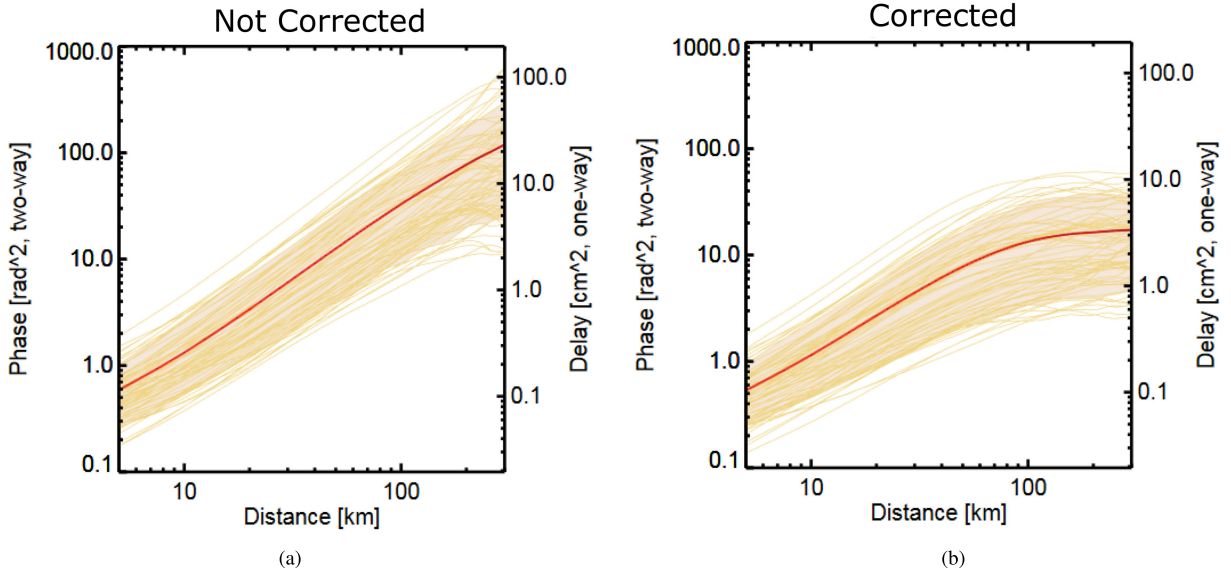 Not Corrected
Corrected
1000.0
100.0
10.0
1.0
0.1
Phase [rad^2, two-way]
100.0
10.0
1.0
0.1
Delay [cm^2, one-way]
10
100
Distance [km]
(a)
1000.0
100.0
10.0
1.0
0.1
Phase [rad^2, two-way]
100.0
10.0
1.0
0.1
Delay [cm^2, one-way]
10
100
Distance [km]
(b)